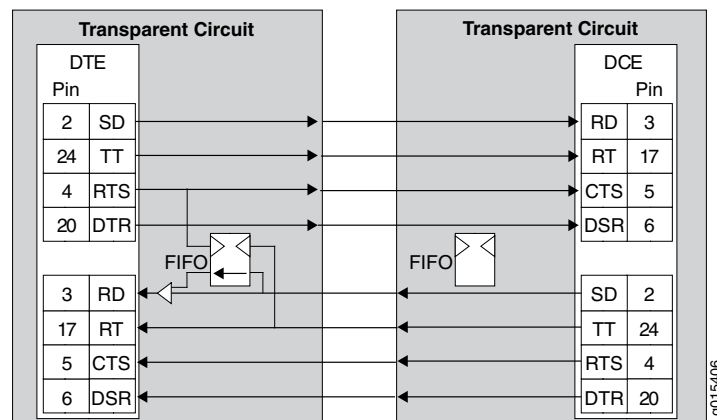 Transparent Circuit
Transparent Circuit
DTE
DCE
Pin
Pin
2 SD
RD 3
24 TT
RT 17
4 RTS
CTS 5
20 DTR
DSR 6
FIFO
FIFO
3 RD
SD 2
17 RT
TT 24
5 CTS
RTS 4
6 DSR
DTR 20
g015406